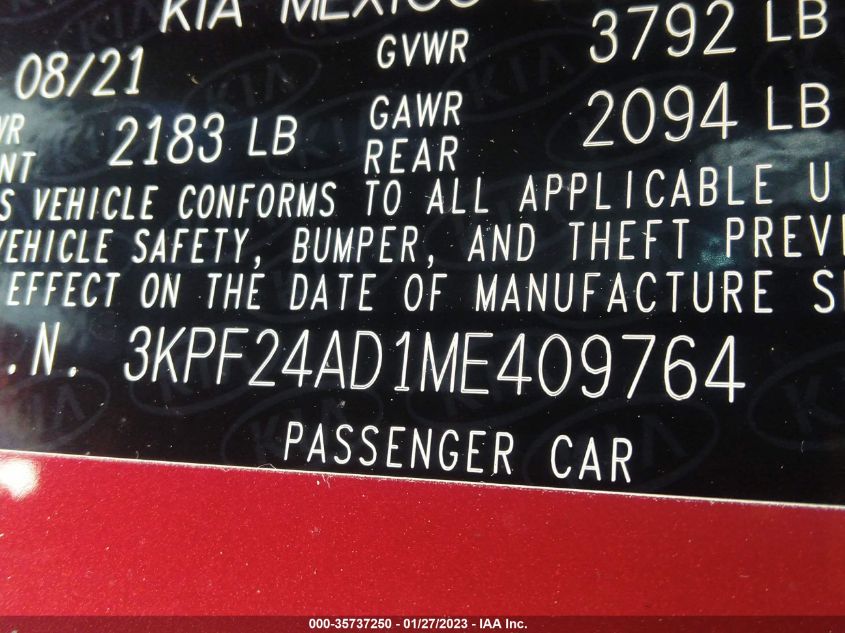 KIA MEXICO
08/21 GVWR 3792 LB
2183 LB GAWR 2094 LB
REAR
VEHICLE CONFORMS TO ALL APPLICABLE U
VEHICLE SAFETY, BUMPER, AND THEFT PREVE
EFFECT ON THE DATE OF MANUFACTURE S
.N. 3KPF24AD1ME409764
PASSENGER CAR
000-35737250 - 01/27/2023 - IAA Inc.